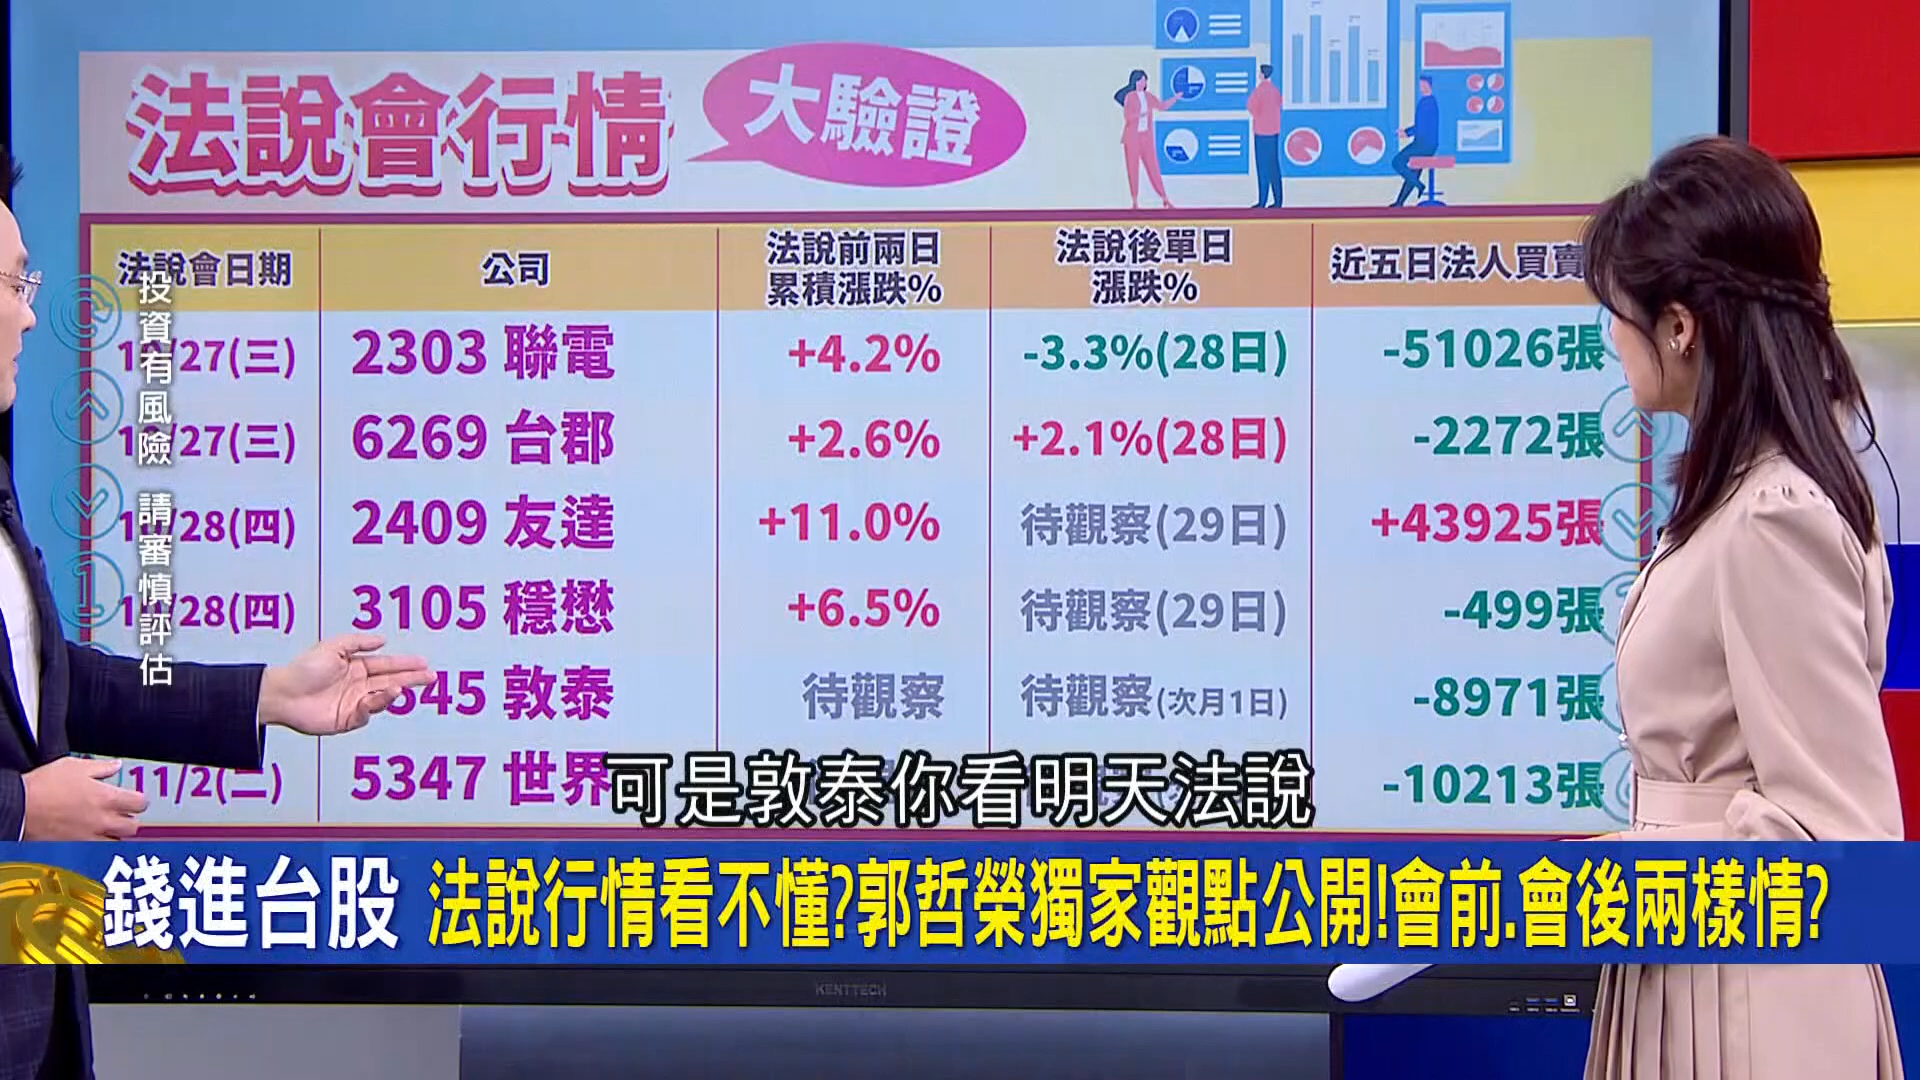 法說會行情
大驗證
法說會日期 公司 法說前兩日累積漲跌% 法說後單日漲跌% 近五日法人買賣
/27(三) 2303 聯電 +4.2% -3.3%(28日) -51026張
/27(三) 6269 台郡 +2.6% +2.1%(28日) -2272張
/28(四) 2409 友達 +11.0% 待觀察(29日) +43925張
/28(四) 3105 穩懋 +6.5% 待觀察(29日) -499張
545 敦泰 待觀察 待觀察(次月1日) -8971張
11/2(二) 5347 世界 -10213張
投資有風險 請審慎評估
可是敦泰你看明天法說
錢進台股 法說行情看不懂?郭哲榮獨家觀點公開!會前.會後兩樣情?
KENTTECH